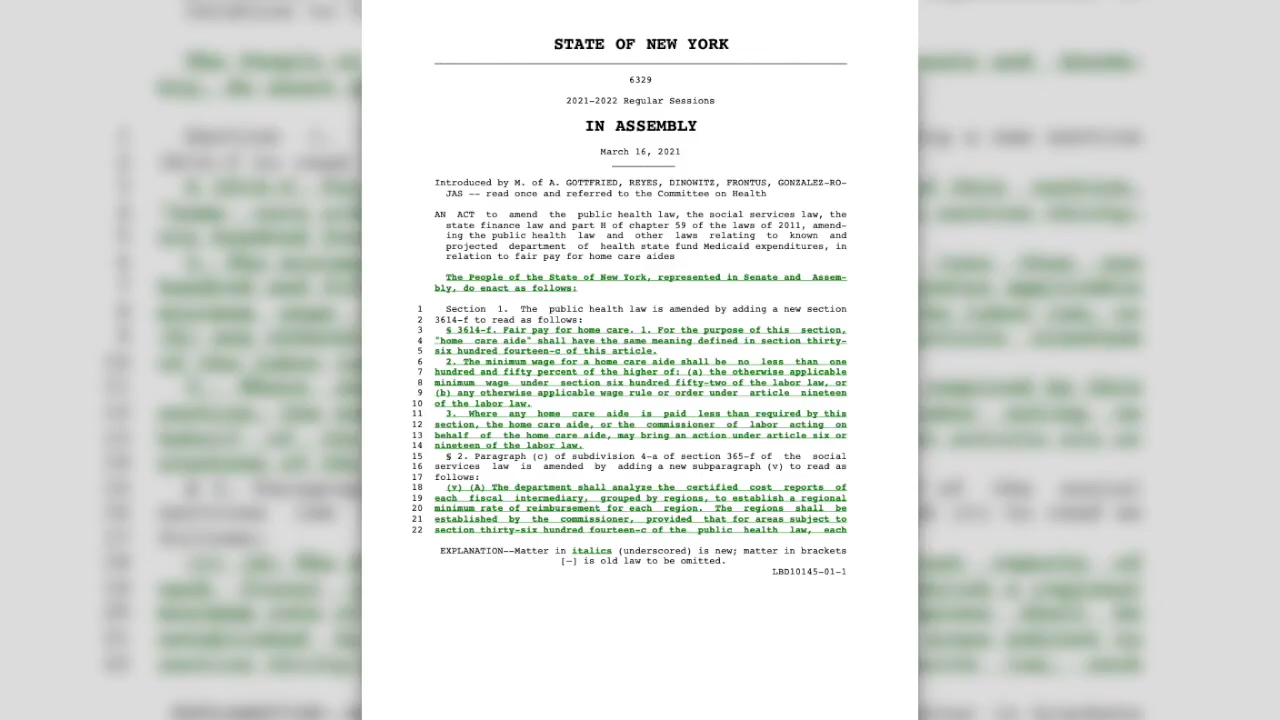 STATE OF NEW YORK
6329
2021-2022 Regular Sessions
IN ASSEMBLY
March 16, 2021
Introduced by M. of A. GOTTFRIED, REYES, DINOWITZ, FRONTUS, GONZALEZ-RO-
JAS -- read once and referred to the Committee on Health
AN ACT to amend the public health law, the social services law, the
state finance law and part H of chapter 59 of the laws of 2011, amend-
ing the public health law and other laws relating to known and
projected department of health state fund Medicaid expenditures, in
relation to fair pay for home care aides
The People of the State of New York, represented in Senate and Assem-
bly, do enact as follows:
1 Section 1. The public health law is amended by adding a new section
2 3614-f to read as follows:
3 § 3614-f. Fair pay for home care. 1. For the purpose of this section,
4 "home care aide" shall have the same meaning defined in section thirty-
5 six hundred fourteen-c of this article.
6 2. The minimum wage for a home care aide shall be no less than one
7 hundred and fifty percent of the higher of: (a) the otherwise applicable
8 minimum wage under section six hundred fifty-two of the labor law, or
9 (b) any otherwise applicable wage rule or order under article nineteen
10 of the labor law.
11 3. Where any home care aide is paid less than required by this
12 section, the home care aide, or the commissioner of labor acting on
13 behalf of the home care aide, may bring an action under article six or
14 nineteen of the labor law.
15 § 2. Paragraph (c) of subdivision 4-a of section 365-f of the social
16 services law is amended by adding a new subparagraph (v) to read as
17 follows:
18 (v) (A) The department shall analyze the certified cost reports of
19 each fiscal intermediary, grouped by regions, to establish a regional
20 minimum rate of reimbursement for each region. The regions shall be
21 established by the commissioner, provided that for areas subject to
22 section thirty-six hundred fourteen-c of the public health law, each
EXPLANATION--Matter in italics (underscored) is new; matter in brackets
[-] is old law to be omitted.
LBD10145-01-1